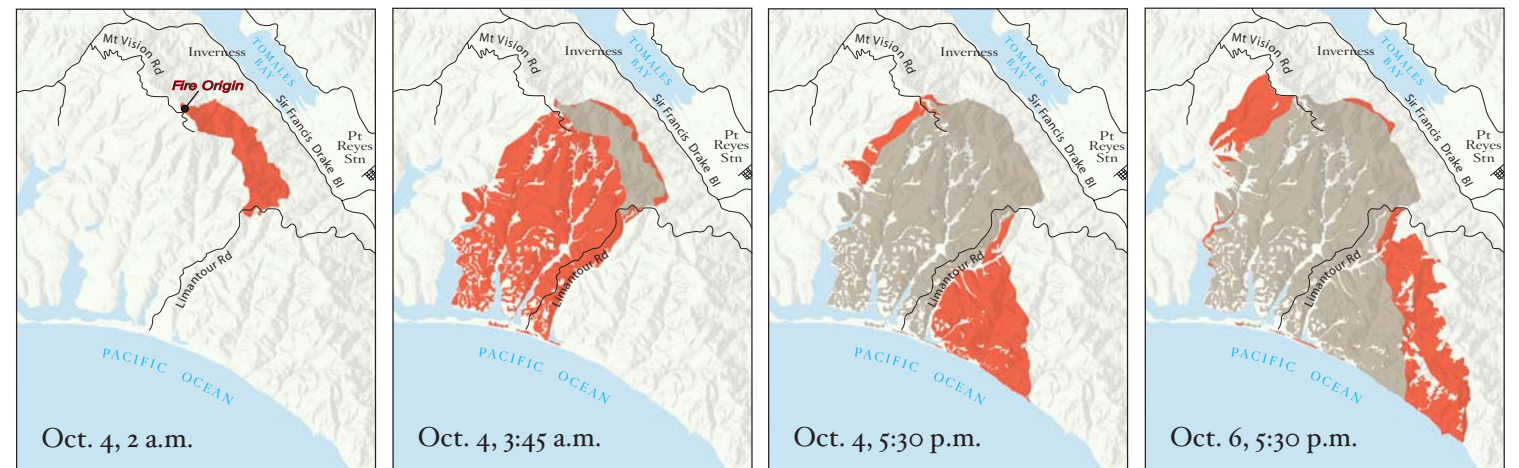 Mt Vision Rd
Inverness
TOMALES
BAY
Fire Origin
Sir Francis Drake Bl
Pt
Reyes
Stn
Limantour Rd
PACIFIC OCEAN
Oct. 4, 2 a.m.
Mt Vision Rd
Inverness
TOMALES
BAY
Sir Francis Drake Bl
Pt
Reyes
Stn
Limantour Rd
PACIFIC OCEAN
Oct. 4, 3:45 a.m.
Mt Vision Rd
Inverness
TOMALES
BAY
Sir Francis Drake Bl
Pt
Reyes
Stn
Limantour Rd
PACIFIC OCEAN
Oct. 4, 5:30 p.m.
Mt Vision Rd
Inverness
TOMALES
BAY
Sir Francis Drake Bl
Pt
Reyes
Stn
Limantour Rd
PACIFIC OCEAN
Oct. 6, 5:30 p.m.